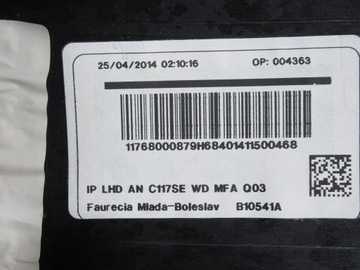 25/04/2014 02:10:16 OP: 004363
11768000879H68401411500468
IP LHD AN C117SE WD MFA Q03
Faurecia Mlada-Boleslav B10541A